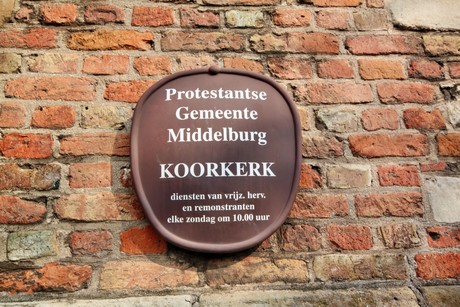 Protestantse
Gemeente
Middelburg
KOORKERK
diensten van vrijz. herv.
en remonstranten
elke zondag om 10.00 uur